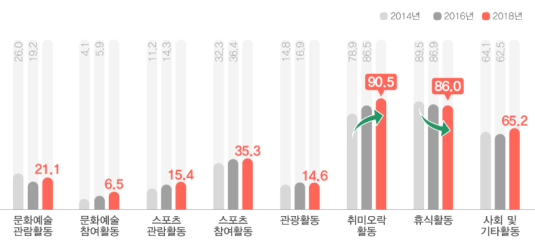 2014년 2016년 2018년
26.0 19.2 4.1 5.9 11.2 14.3 32.3 36.4 14.8 16.9 78.9 86.5 89.5 86.9 64.1 62.5
90.5 86.0
65.2
35.3
21.1 15.4 14.6
6.5
문화예술 문화예술 스포츠 스포츠 관광활동 취미오락 휴식활동 사회 및
관람활동 참여활동 관람활동 참여활동 활동 기타활동